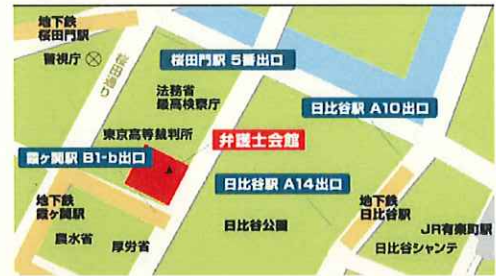 地下鉄
桜田門駅
警視庁
桜田通り
桜田門駅 5番出口
法務省
最高検察庁
日比谷駅 A10出口
東京高等裁判所
弁護士会館
霞ヶ関駅 B1-b出口
日比谷駅 A14出口
地下鉄
霞ヶ関駅
地下鉄
日比谷駅
日比谷公園
JR有楽町駅
農水省
厚労省
日比谷シャンテ